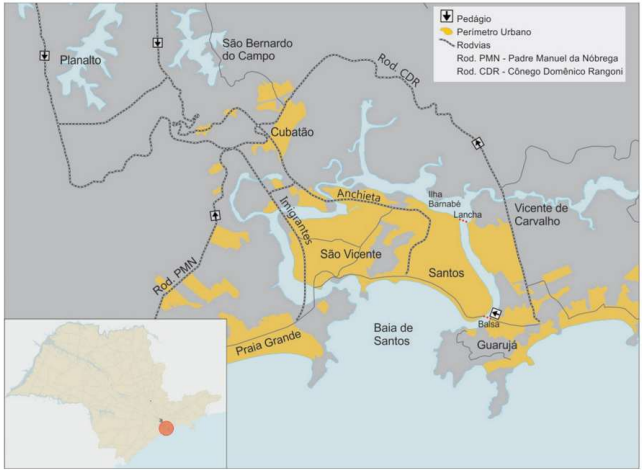 Pedágio
Perímetro Urbano
Rodvias
Rod. PMN - Padre Manuel da Nóbrega
Rod. CDR - Cônego Domênico Rangoni
Planalto
São Bernardo
do Campo
Rod. CDR
Cubatão
Imigrantes
Anchieta
Ilha
Barnabé
Lancha
Vicente de
Carvalho
São Vicente
Santos
Rod. PMN
Praia Grande
Baia de
Santos
Balsa
Guarujá